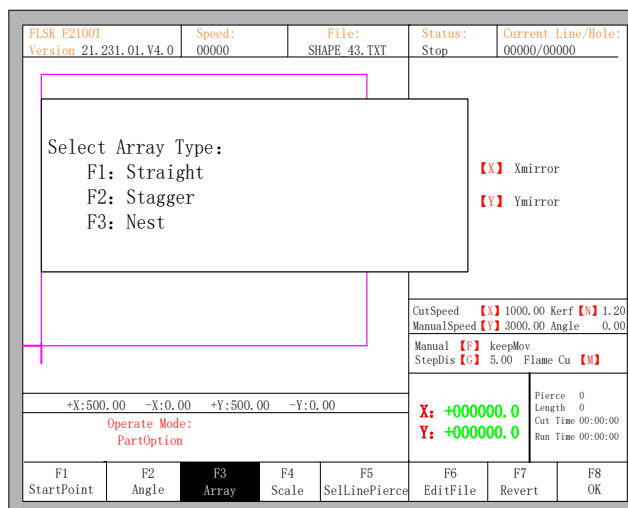 FLSK F2100T
Version 21.231.01.V4.0
Speed:
00000
File:
SHAPE_43.TXT
Status:
Stop
Current Line/Hole:
00000/00000
Select Array Type:
F1: Straight
F2: Stagger
F3: Nest
【X】 Xmirror
【Y】 Ymirror
CutSpeed 【X】 1000.00 Kerf【N】 1.20
ManualSpeed【Y】 3000.00 Angle 0.00
Manual 【F】 keepMov
StepDis【G】 5.00 Flame Cu 【M】
+X:500.00 -X:0.00 +Y:500.00 -Y:0.00
Operate Mode:
PartOption
X: +000000.0
Y: +000000.0
Pierce 0
Length 0
Cut Time 00:00:00
Run Time 00:00:00
F1
StartPoint
F2
Angle
F3
Array
F4
Scale
F5
SelLinePierce
F6
EditFile
F7
Revert
F8
OK